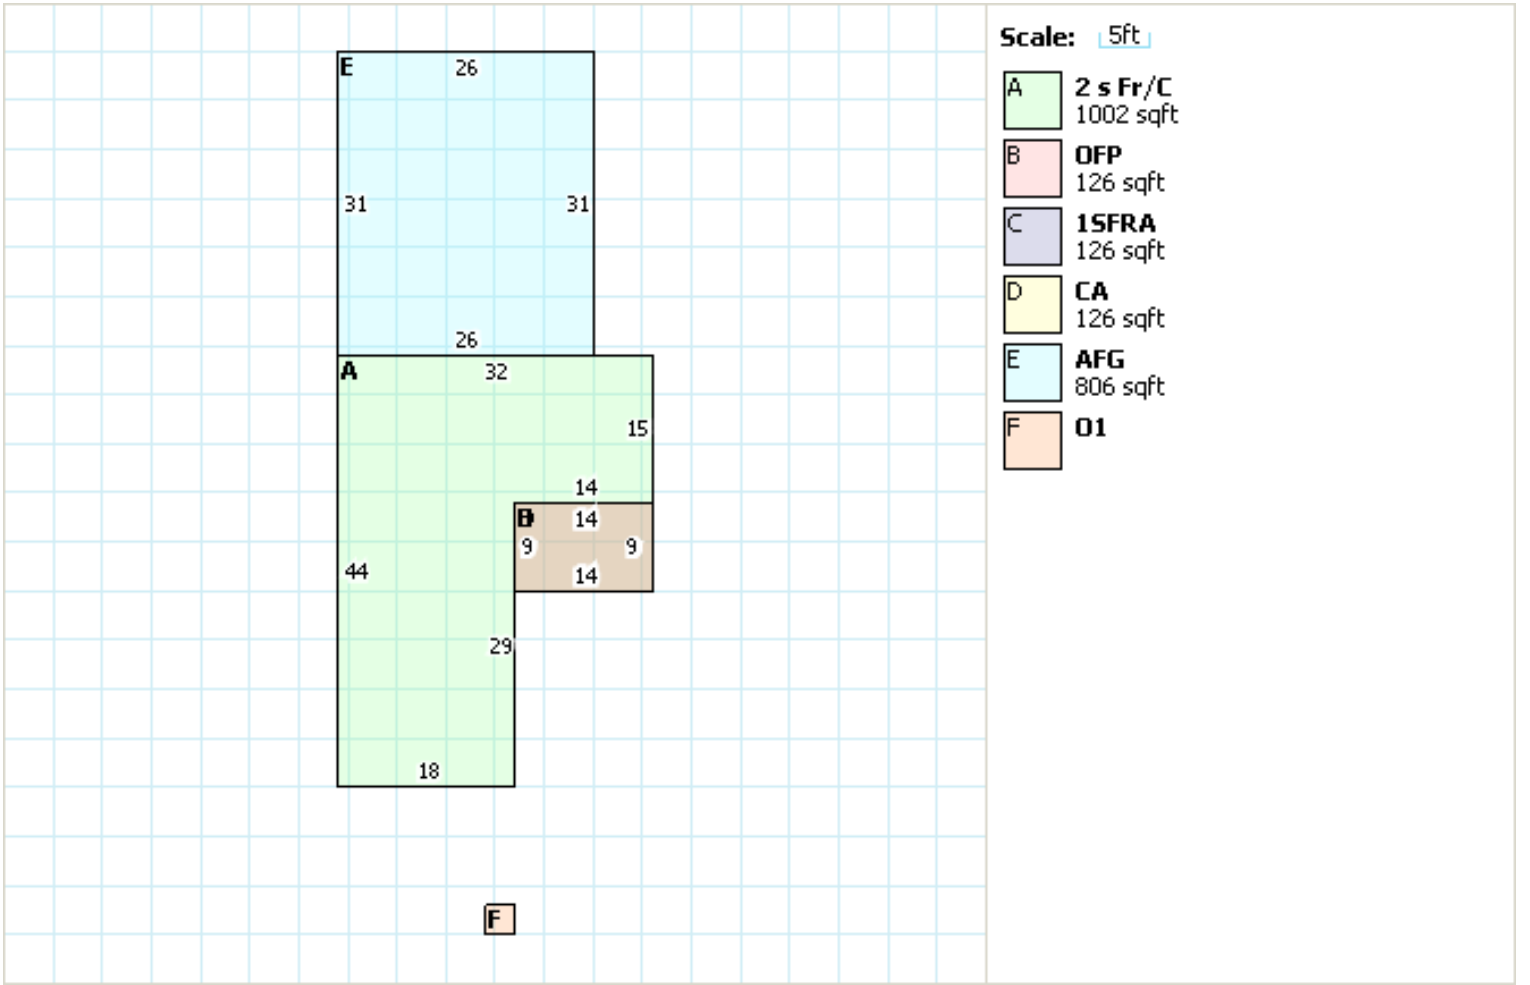 Scale: 5ft
E 26
31 31
26
A 32
15
14
14
9 9
14
44
29
18
F
A 2 s Fr/C
1002 sqft
B OFP
126 sqft
C 1SFRA
126 sqft
D CA
126 sqft
E AFG
806 sqft
F O1